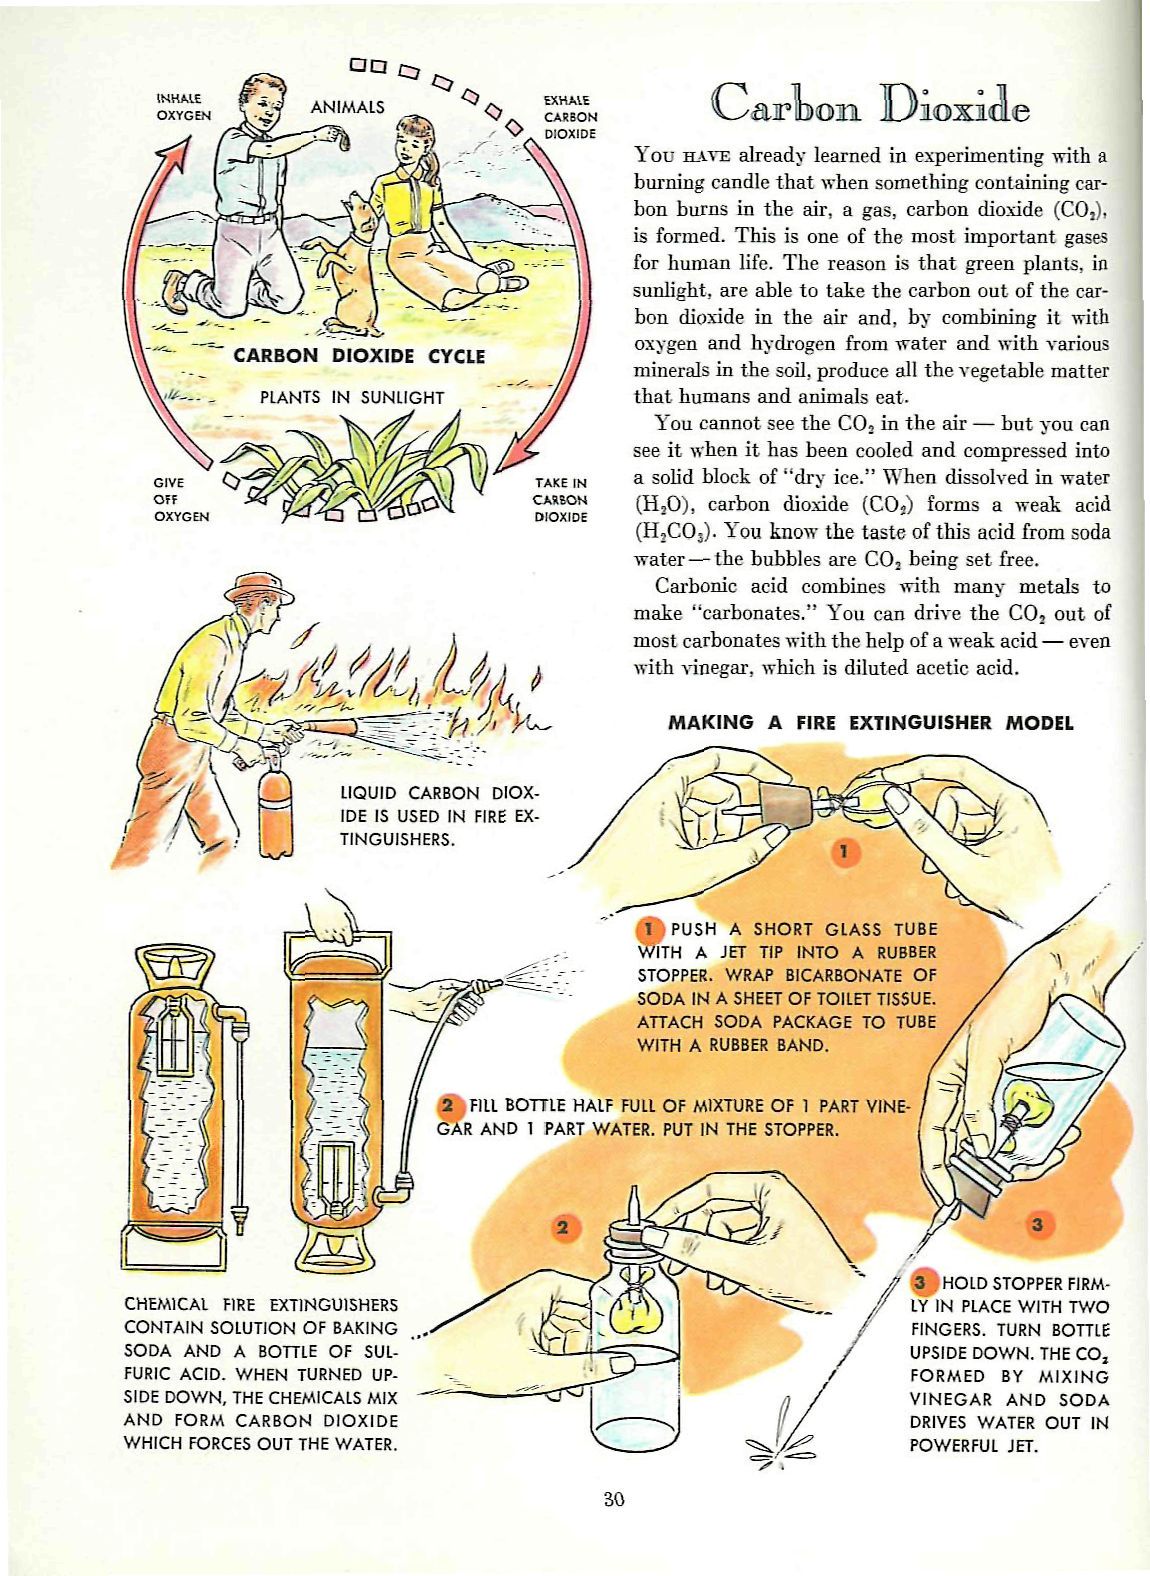 INHALE
OXYGEN
ANIMALS
EXHALE
CARBON
DIOXIDE
CARBON DIOXIDE CYCLE
PLANTS IN SUNLIGHT
GIVE
OFF
OXYGEN
TAKE IN
CARBON
DIOXIDE
LIQUID CARBON DIOX-
IDE IS USED IN FIRE EX-
TINGUISHERS.
CHEMICAL FIRE EXTINGUISHERS
CONTAIN SOLUTION OF BAKING
SODA AND A BOTTLE OF SUL-
FURIC ACID. WHEN TURNED UP-
SIDE DOWN, THE CHEMICALS MIX
AND FORM CARBON DIOXIDE
WHICH FORCES OUT THE WATER.
Carbon Dioxide
YOU HAVE already learned in experimenting with a
burning candle that when something containing car-
bon burns in the air, a gas, carbon dioxide (CO₂),
is formed. This is one of the most important gases
for human life. The reason is that green plants, in
sunlight, are able to take the carbon out of the car-
bon dioxide in the air and, by combining it with
oxygen and hydrogen from water and with various
minerals in the soil, produce all the vegetable matter
that humans and animals eat.
You cannot see the CO₂ in the air — but you can
see it when it has been cooled and compressed into
a solid block of “dry ice.” When dissolved in water
(H₂O), carbon dioxide (CO₂) forms a weak acid
(H₂CO₃). You know the taste of this acid from soda
water — the bubbles are CO₂ being set free.
Carbonic acid combines with many metals to
make “carbonates.” You can drive the CO₂ out of
most carbonates with the help of a weak acid — even
with vinegar, which is diluted acetic acid.
MAKING A FIRE EXTINGUISHER MODEL
1
1 PUSH A SHORT GLASS TUBE
WITH A JET TIP INTO A RUBBER
STOPPER. WRAP BICARBONATE OF
SODA IN A SHEET OF TOILET TISSUE.
ATTACH SODA PACKAGE TO TUBE
WITH A RUBBER BAND.
2 FILL BOTTLE HALF FULL OF MIXTURE OF 1 PART VINE-
GAR AND 1 PART WATER. PUT IN THE STOPPER.
2
3
3 HOLD STOPPER FIRM-
LY IN PLACE WITH TWO
FINGERS. TURN BOTTLE
UPSIDE DOWN. THE CO₂
FORMED BY MIXING
VINEGAR AND SODA
DRIVES WATER OUT IN
POWERFUL JET.
30